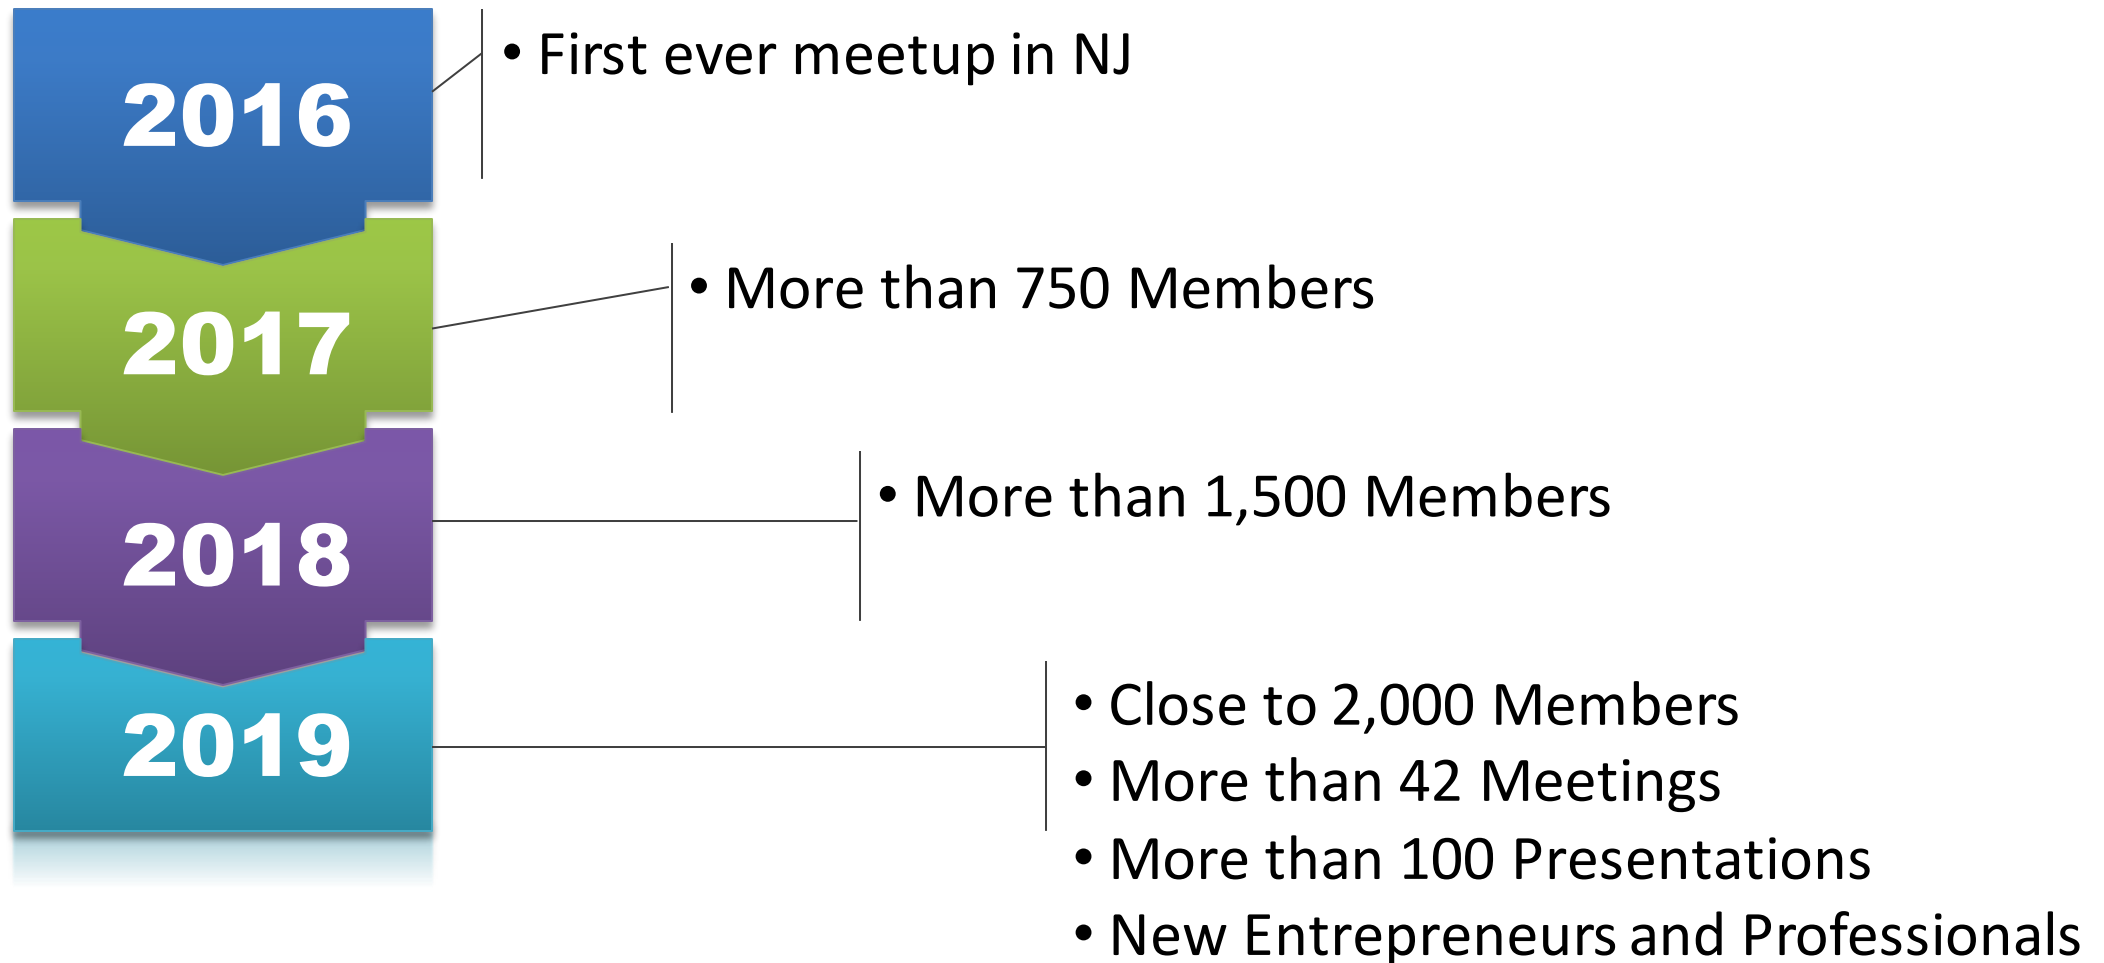 2016
• First ever meetup in NJ
2017
• More than 750 Members
2018
• More than 1,500 Members
2019
• Close to 2,000 Members
• More than 42 Meetings
• More than 100 Presentations
• New Entrepreneurs and Professionals